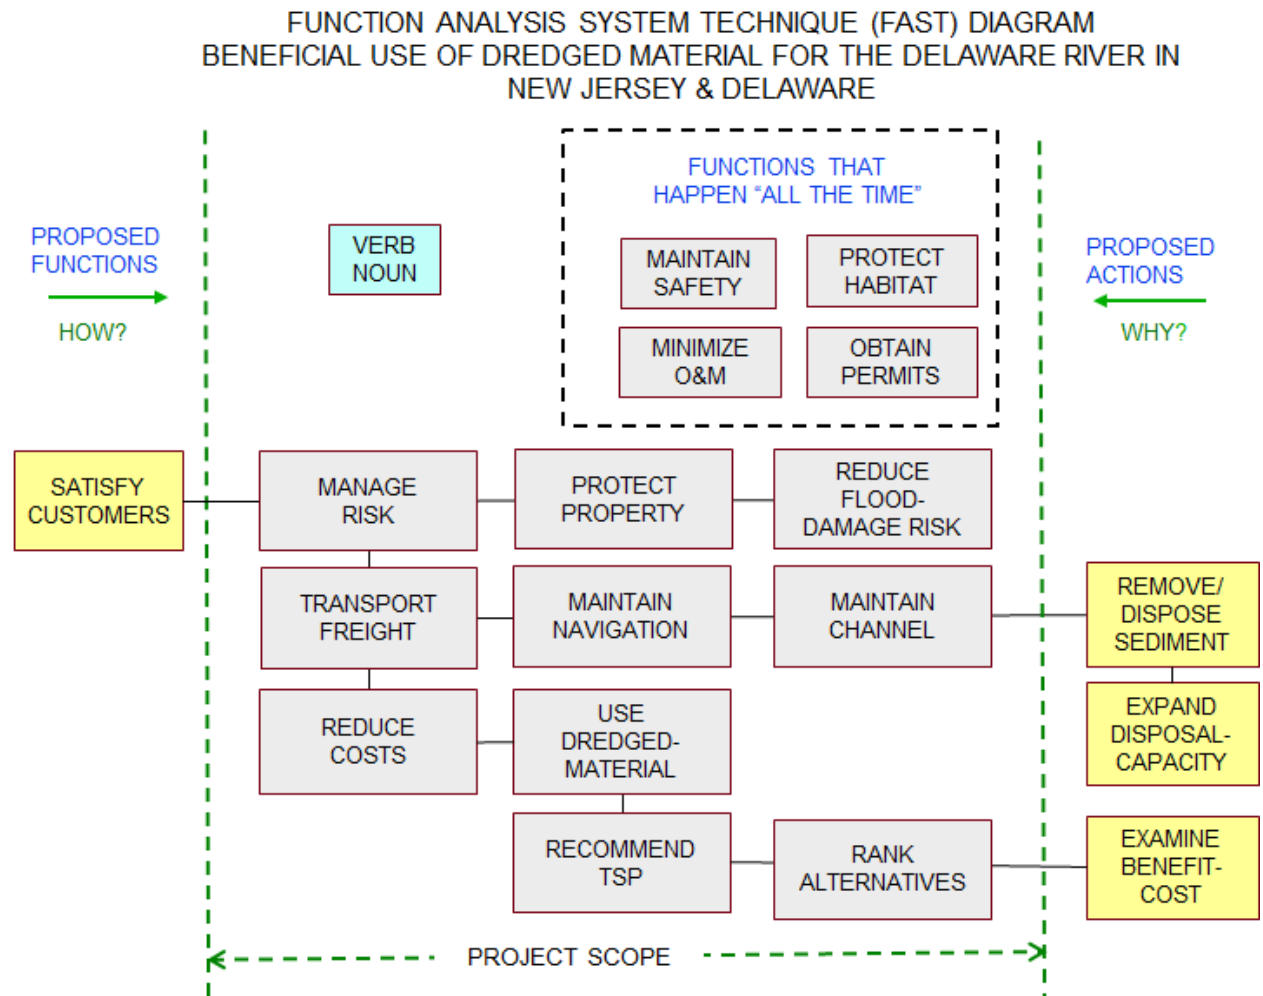 FUNCTION ANALYSIS SYSTEM TECHNIQUE (FAST) DIAGRAM
BENEFICIAL USE OF DREDGED MATERIAL FOR THE DELAWARE RIVER IN
NEW JERSEY & DELAWARE
FUNCTIONS THAT
HAPPEN “ALL THE TIME”
PROPOSED
FUNCTIONS
HOW?
VERB
NOUN
MAINTAIN
SAFETY
PROTECT
HABITAT
MINIMIZE
O&M
OBTAIN
PERMITS
PROPOSED
ACTIONS
WHY?
SATISFY
CUSTOMERS
MANAGE
RISK
PROTECT
PROPERTY
REDUCE
FLOOD-
DAMAGE RISK
TRANSPORT
FREIGHT
MAINTAIN
NAVIGATION
MAINTAIN
CHANNEL
REMOVE/
DISPOSE
SEDIMENT
REDUCE
COSTS
USE
DREDGED-
MATERIAL
EXPAND
DISPOSAL-
CAPACITY
RECOMMEND
TSP
RANK
ALTERNATIVES
EXAMINE
BENEFIT-
COST
PROJECT SCOPE